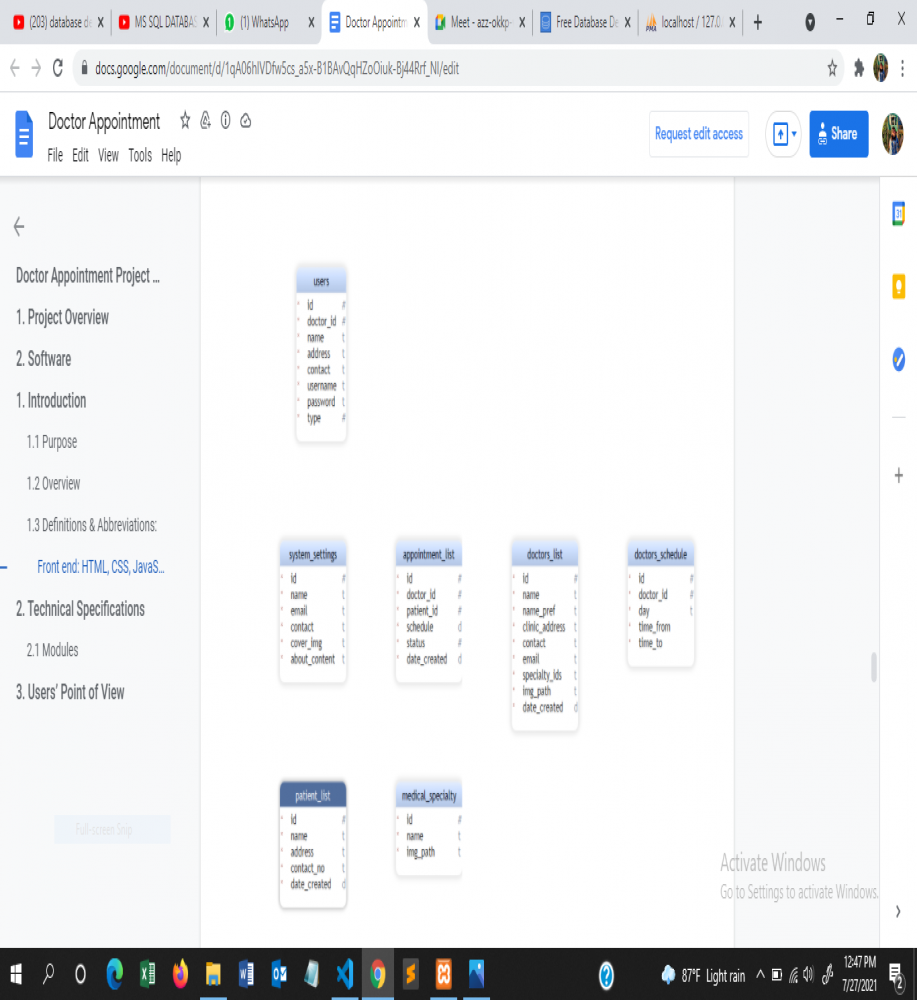 (203) database de
MS SQL DATABAS
(1) WhatsApp
Doctor Appointm
Meet - azz-okkp-
Free Database De
localhost / 127.0.
docs.google.com/document/d/
/edit
Doctor Appointment
File Edit View Tools Help
Request edit access
Share
31
Doctor Appointment Project ...
1. Project Overview
2. Software
1. Introduction
1.1 Purpose
1.2 Overview
1.3 Definitions & Abbreviations:
Front end: HTML, CSS, JavaS...
2. Technical Specifications
2.1 Modules
3. Users' Point of View
Full-screen Snip
users
* id #
* doctor_id #
* name t
* address t
* contact t
* username t
* password t
* type #
system_settings
* id #
* name t
* email t
* contact t
* cover_img t
* about_content t
appointment_list
* id #
* doctor_id #
* patient_id #
* schedule d
* status #
* date_created d
doctors_list
* id #
* name t
* name_pref t
* clinic_address t
* contact t
* email t
* specialty_ids t
* img_path t
* date_created d
doctors_schedule
* id #
* doctor_id #
* day t
* time_from
* time_to
patient_list
* id #
* name t
* address t
* contact_no t
* date_created d
medical_specialty
* id #
* name t
* img_path t
Activate Windows
Go to Settings to activate Windows.
87°F Light rain
12:47 PM
7/27/2021
2